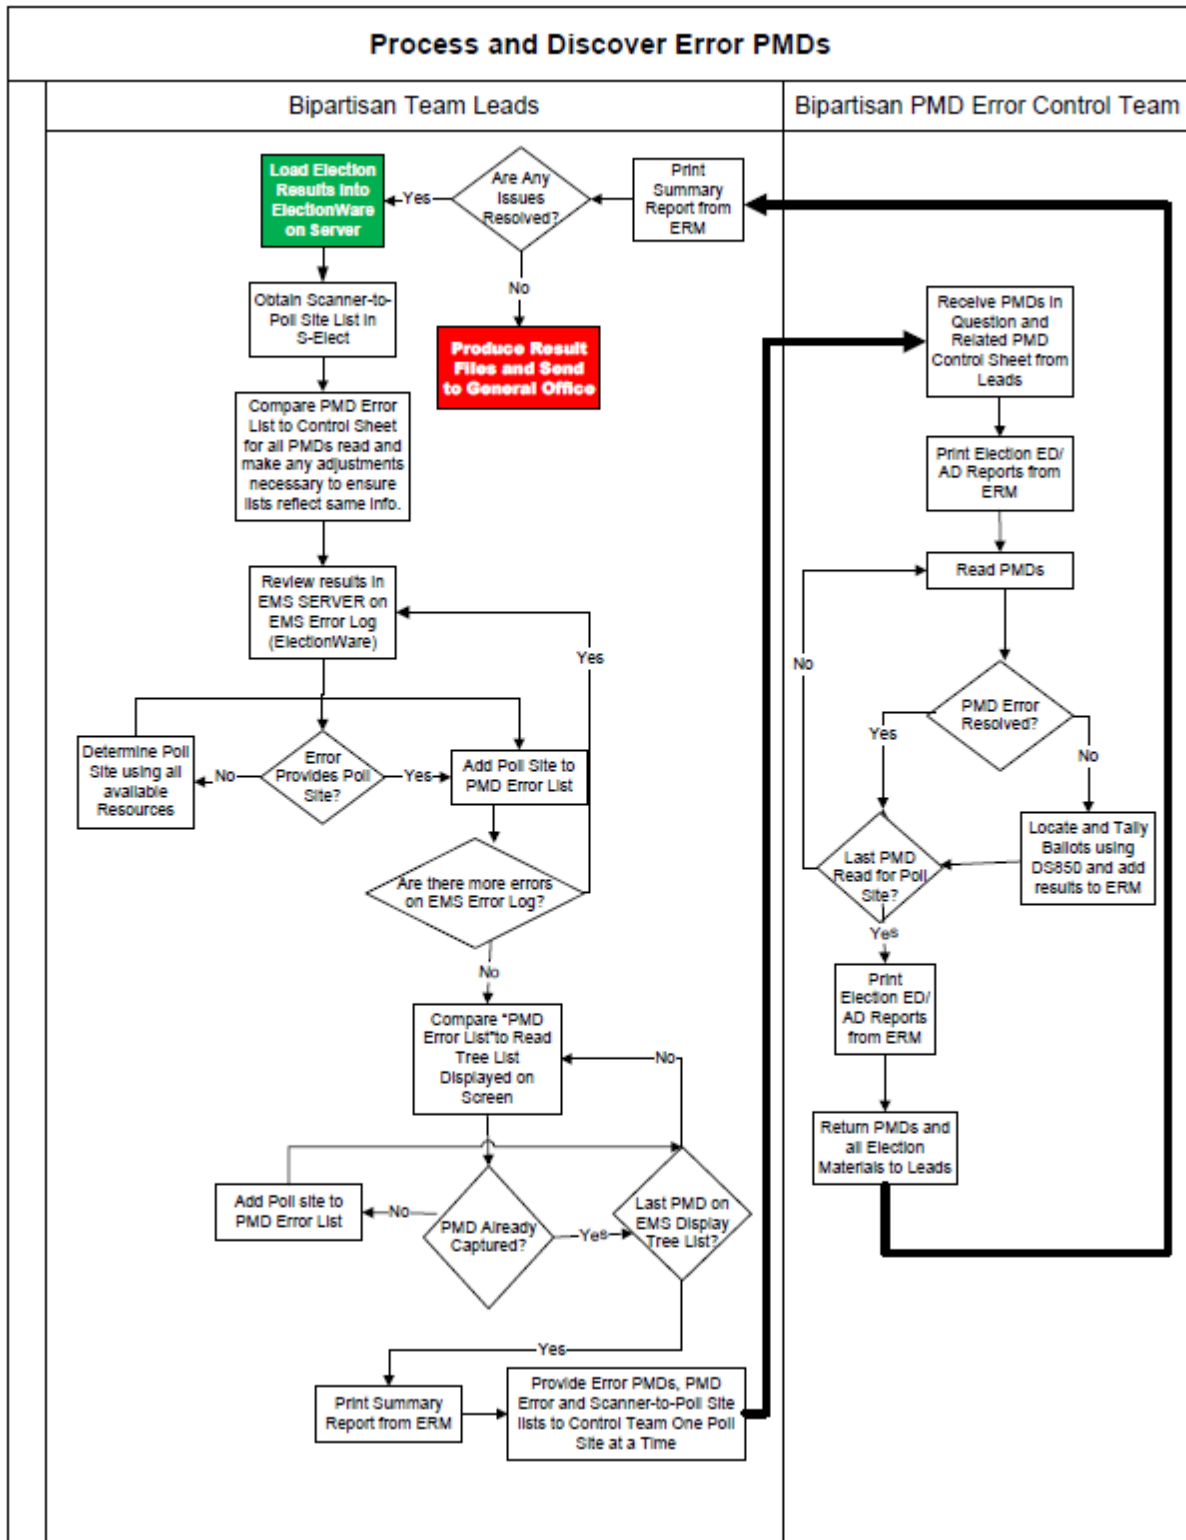 Process and Discover Error PMDs
Bipartisan Team Leads
Bipartisan PMD Error Control Team
Load Election
Results Into
ElectionWare
on Server
Yes
Are Any
Issues
Resolved?
Print
Summary
Report from
ERM
No
Produce Result
Files and Send
to General Office
Obtain Scanner-to-
Poll Site List in
S-Elect
Compare PMD Error
List to Control Sheet
for all PMDs read and
make any adjustments
necessary to ensure
lists reflect same info.
Review results in
EMS SERVER on
EMS Error Log
(ElectionWare)
Yes
Determine Poll
Site using all
available
Resources
No
Error
Provides Poll
Site?
Yes
Add Poll Site to
PMD Error List
Are there more errors
on EMS Error Log?
No
Compare "PMD
Error List"to Read
Tree List
Displayed on
Screen
No
Add Poll site to
PMD Error List
No
PMD Already
Captured?
Yes
Last PMD on
EMS Display
Tree List?
Yes
Print Summary
Report from ERM
Provide Error PMDs, PMD
Error and Scanner-to-Poll Site
lists to Control Team One Poll
Site at a Time
Receive PMDs in
Question and
Related PMD
Control Sheet from
Leads
Print Election ED/
AD Reports from
ERM
Read PMDs
No
PMD Error
Resolved?
Yes
No
Last PMD
Read for Poll
Site?
Locate and Tally
Ballots using
DS850 and add
results to ERM
Yes
Print
Election ED/
AD Reports
from ERM
Return PMDs and
all Election
Materials to Leads